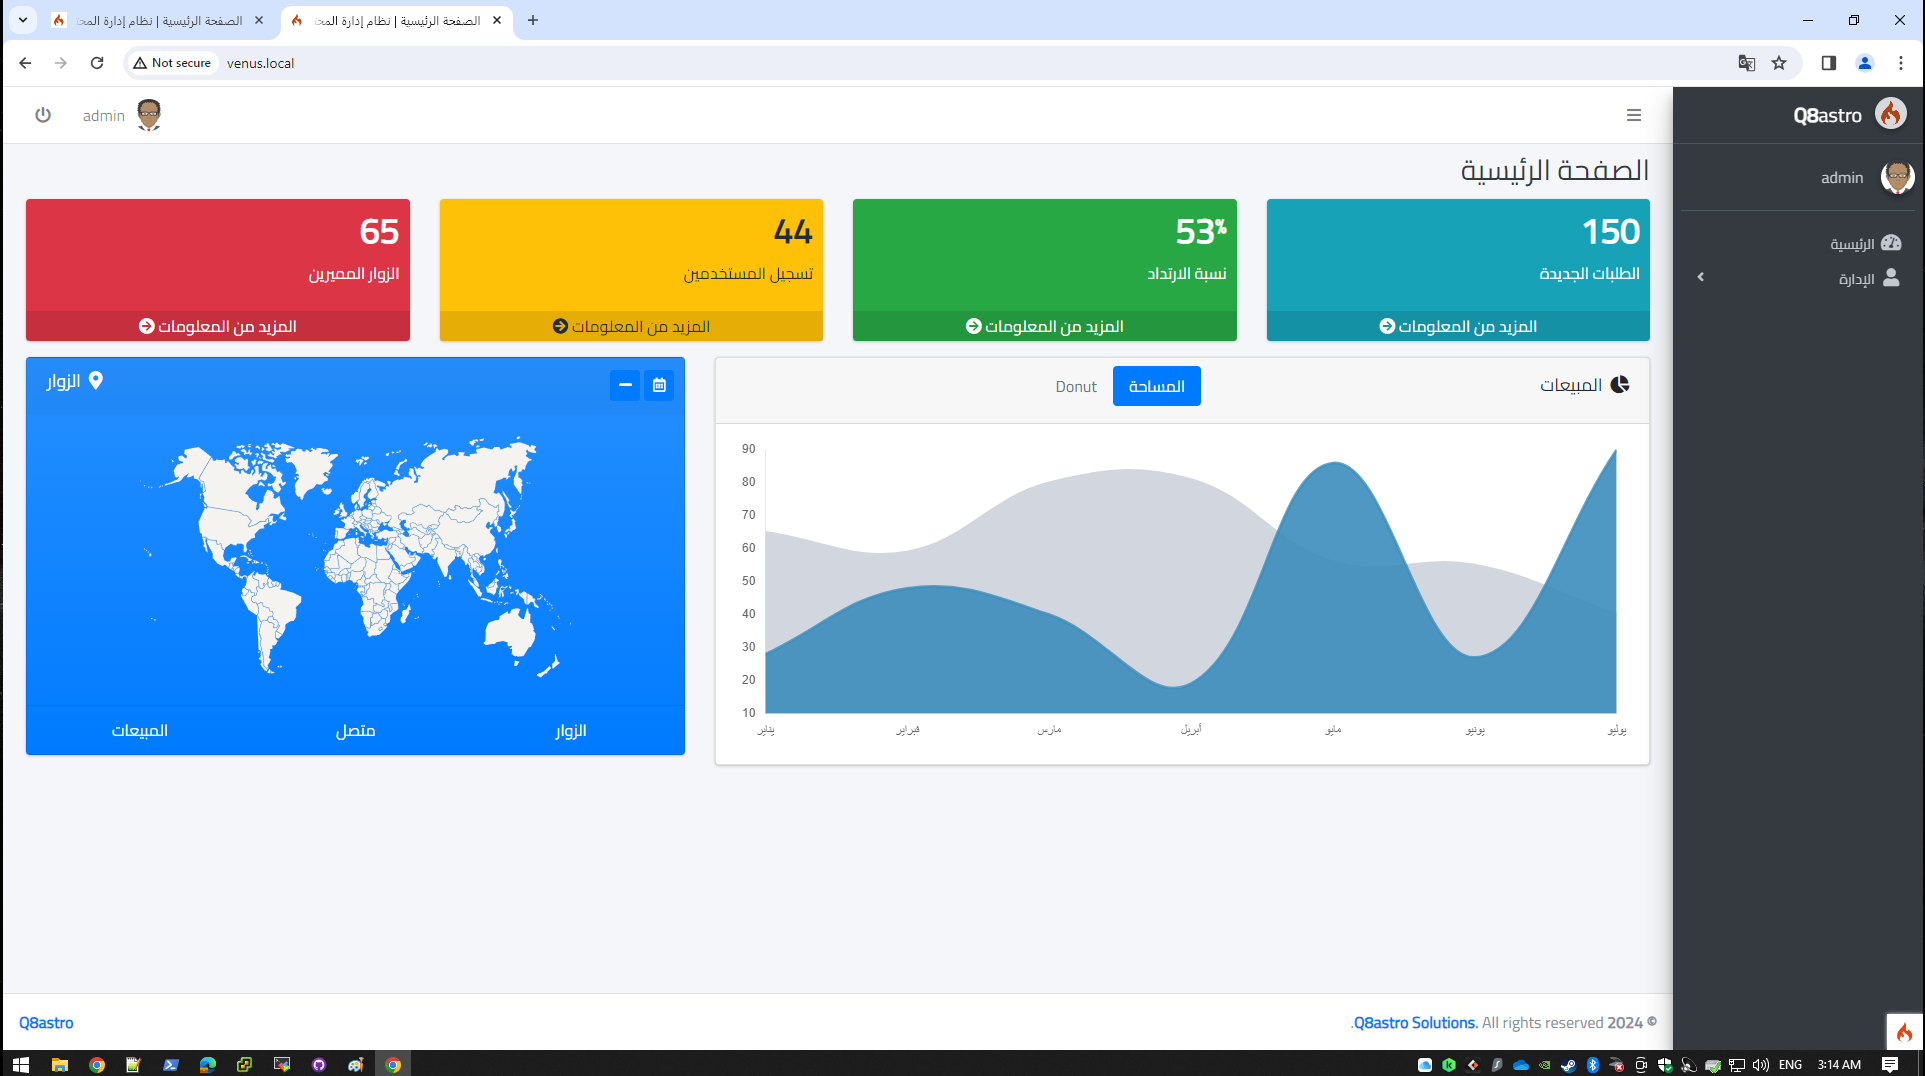 الصفحة الرئيسية | نظام إدارة المحت
الصفحة الرئيسية | نظام إدارة المحت
Not secure
venus.local
admin
Q8astro
admin
الرئيسية
الإدارة
الصفحة الرئيسية
150
الطلبات الجديدة
المزيد من المعلومات
53%
نسبة الارتداد
المزيد من المعلومات
44
تسجيل المستخدمين
المزيد من المعلومات
65
الزوار المميزين
المزيد من المعلومات
المبيعات
المساحة
Donut
90
80
70
60
50
40
30
20
10
يناير
فبراير
مارس
أبريل
مايو
يونيو
يوليو
الزوار
الزوار
متصل
المبيعات
.Q8astro Solutions. All rights reserved 2024 ©
Q8astro
ENG
3:14 AM